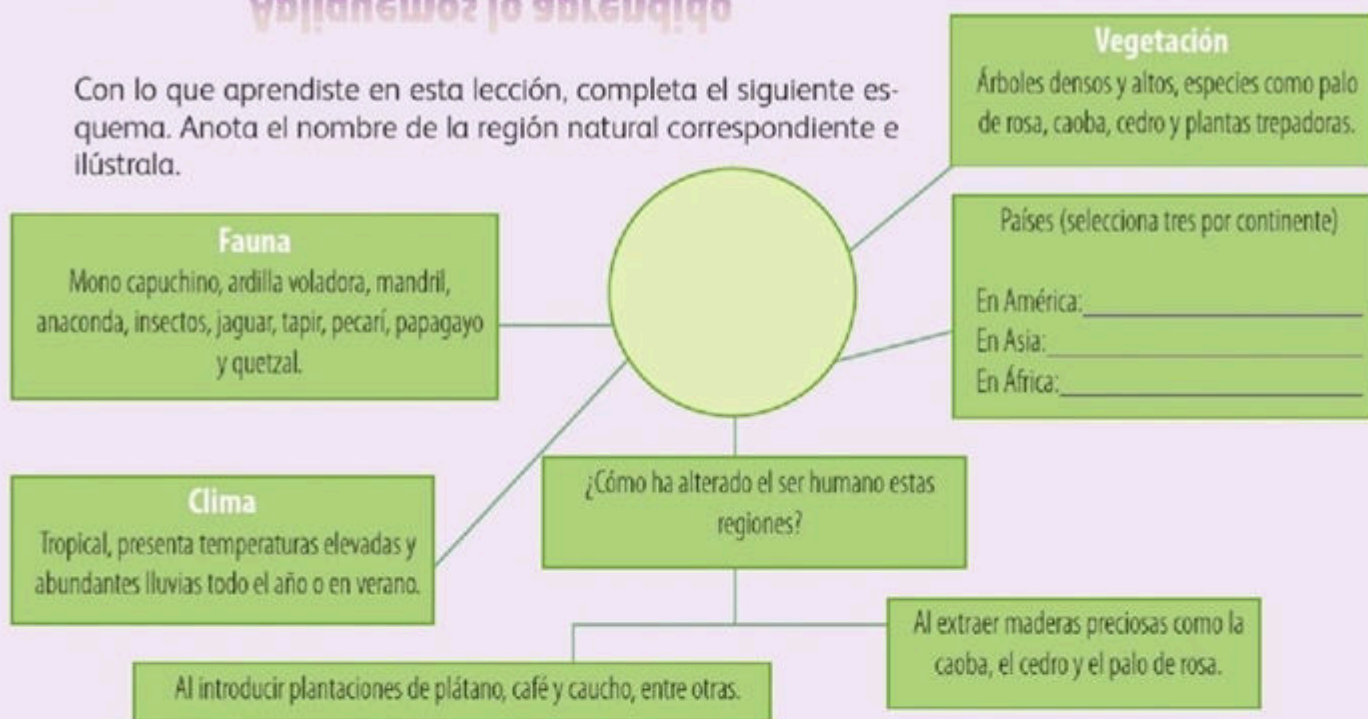 Apliquemos lo aprendido
Con lo que aprendiste en esta lección, completa el siguiente es-
quema. Anota el nombre de la región natural correspondiente e
ilústrala.
Vegetación
Árboles densos y altos, especies como palo
de rosa, caoba, cedro y plantas trepadoras.
Fauna
Mono capuchino, ardilla voladora, mandril,
anaconda, insectos, jaguar, tapir, pecarí, papagayo
y quetzal.
Países (selecciona tres por continente)
En América:
En Asia:
En África:
Clima
Tropical, presenta temperaturas elevadas y
abundantes lluvias todo el año o en verano.
¿Cómo ha alterado el ser humano estas
regiones?
Al extraer maderas preciosas como la
caoba, el cedro y el palo de rosa.
Al introducir plantaciones de plátano, café y caucho, entre otras.